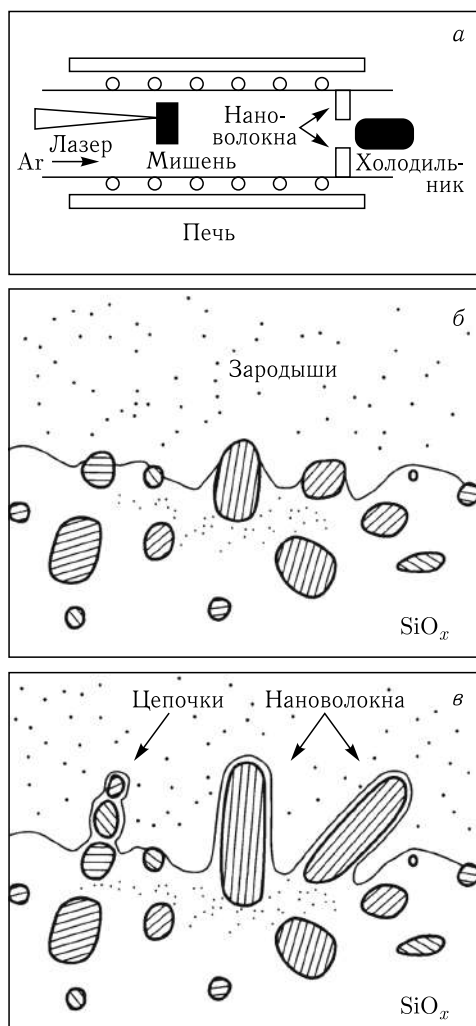 а
Нано-
волокна
Лазер
Ar
Мишень
Холодиль-
ник
Печь
б
Зародыши
SiOx
в
Цепочки
Нановолокна
SiOx